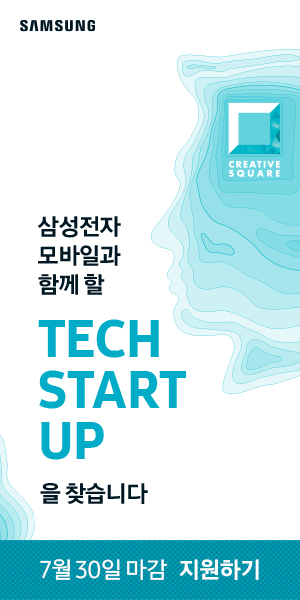 SAMSUNG
CREATIVE
SQUARE
삼성전자
모바일과
함께 할
TECH
START
UP
을 찾습니다
7월 30일 마감 지원하기